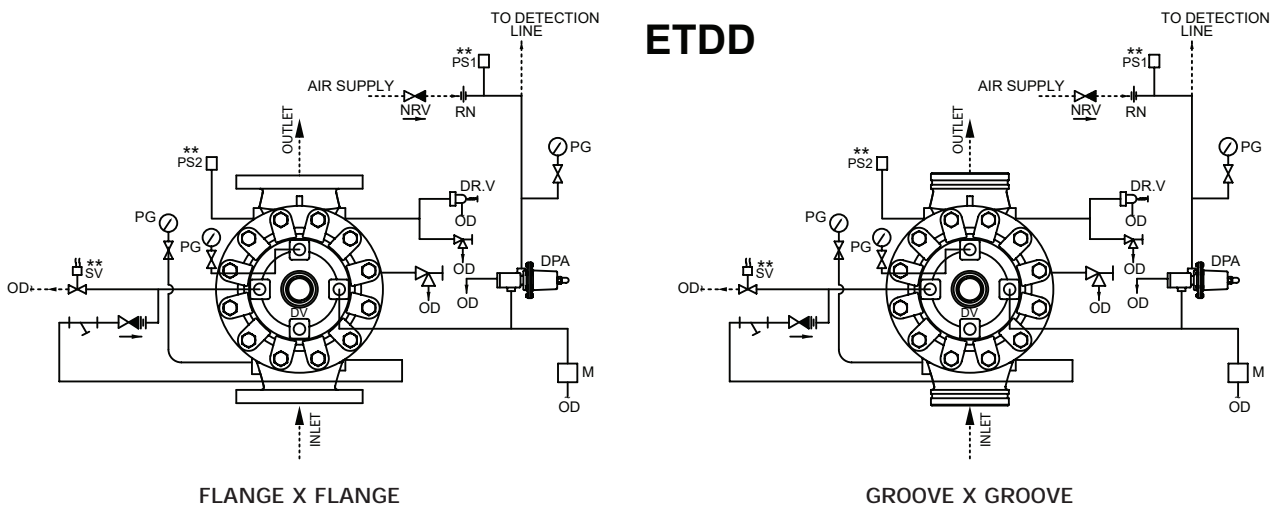 ETDD
TO DETECTION
LINE
**
PS1
AIR SUPPLY
NRV
RN
OUTLET
PG
**
PS2
DR.V
OD
PG
PG
OD
**
SV
OD
DPA
OD
OD
DV
M
OD
INLET
FLANGE X FLANGE
TO DETECTION
LINE
**
PS1
AIR SUPPLY
NRV
RN
OUTLET
PG
**
PS2
DR.V
OD
PG
PG
OD
**
SV
OD
DPA
OD
OD
DV
M
OD
INLET
GROOVE X GROOVE